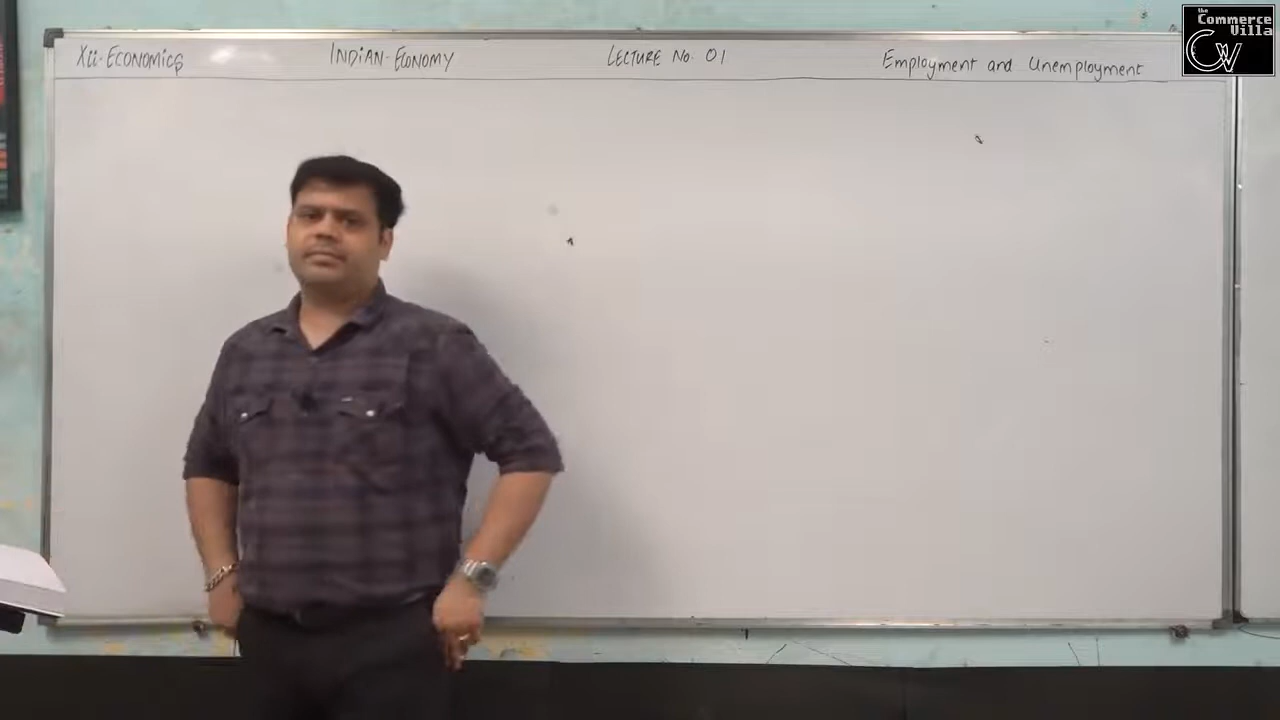 Xii-Economics Indian-Economy Lecture No. 01 Employment and Unemployment
the
Commerce
Villa
CV